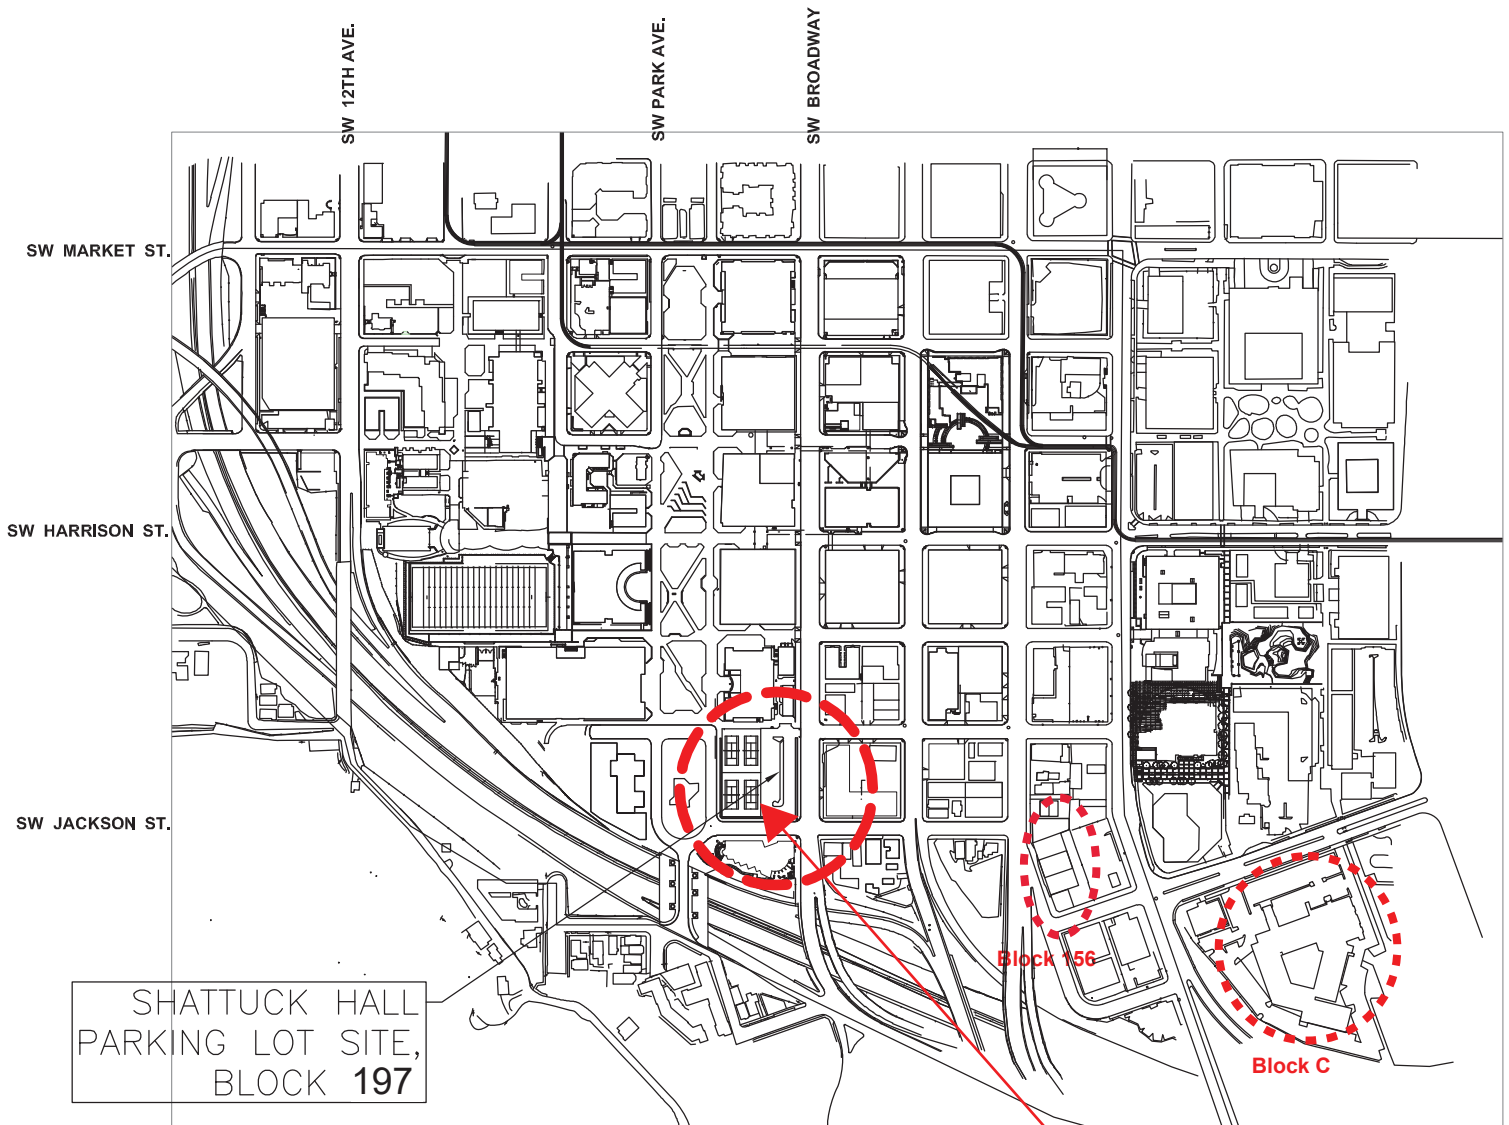 SW 12TH AVE.
SW PARK AVE.
SW BROADWAY
SW MARKET ST.
SW HARRISON ST.
SW JACKSON ST.
Block 156
SHATTUCK HALL
PARKING LOT SITE,
BLOCK 197
Block C